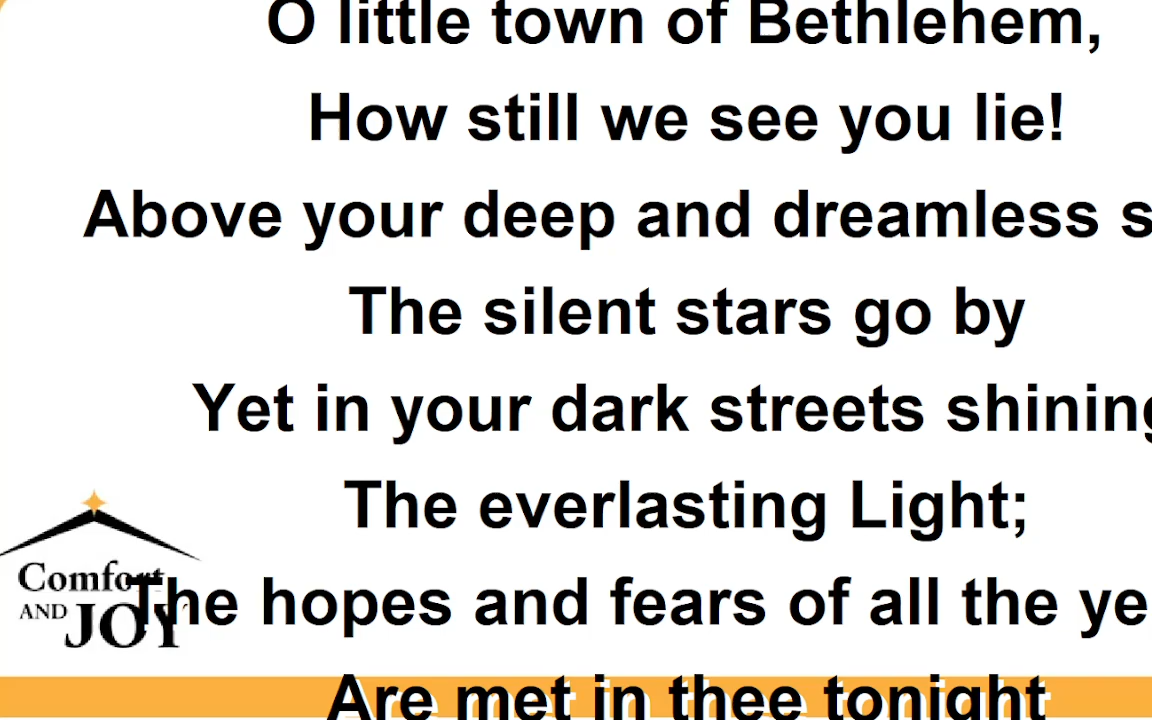 O little town of Bethlehem,
How still we see you lie!
Above your deep and dreamless
The silent stars go by
Yet in your dark streets shining
The everlasting Light;
Comfort
AND JOY
The hopes and fears of all the
Are met in thee tonight